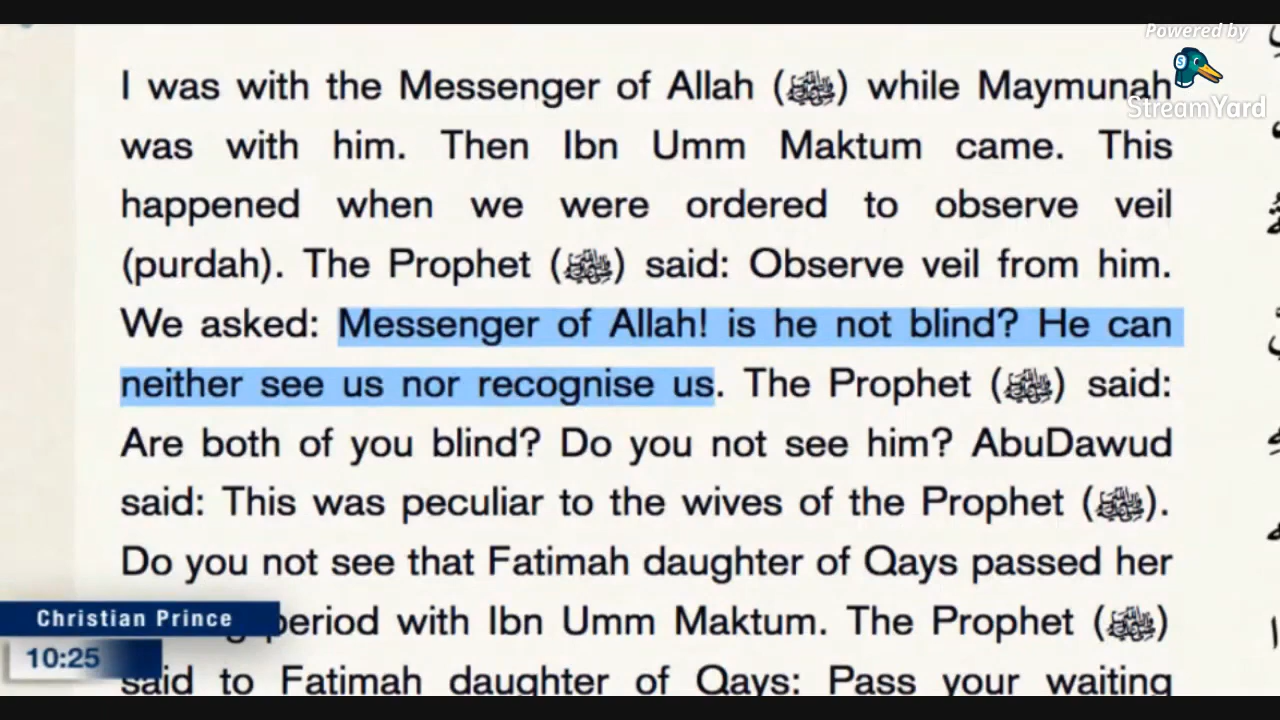 Powered by
StreamYard
I was with the Messenger of Allah (ﷺ) while Maymunah
was with him. Then Ibn Umm Maktum came. This
happened when we were ordered to observe veil
(purdah). The Prophet (ﷺ) said: Observe veil from him.
We asked: Messenger of Allah! is he not blind? He can
neither see us nor recognise us. The Prophet (ﷺ) said:
Are both of you blind? Do you not see him? AbuDawud
said: This was peculiar to the wives of the Prophet (ﷺ).
Do you not see that Fatimah daughter of Qays passed her
period with Ibn Umm Maktum. The Prophet (ﷺ)
said to Fatimah daughter of Qays: Pass your waiting
Christian Prince
10:25